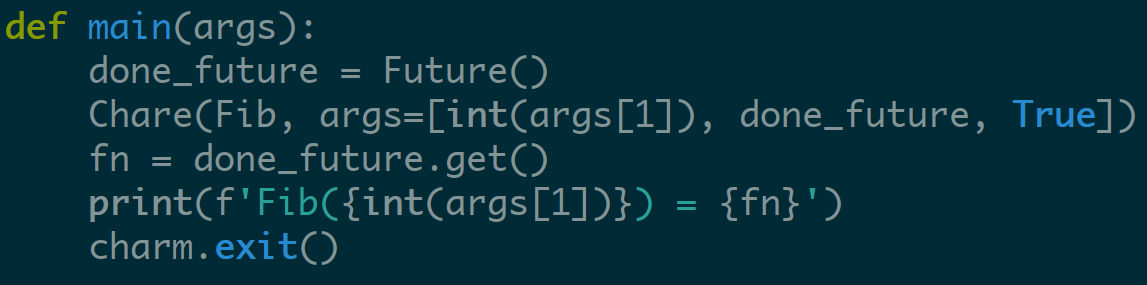 def main(args):
    done_future = Future()
    Chare(Fib, args=[int(args[1]), done_future, True])
    fn = done_future.get()
    print(f'Fib({int(args[1])}) = {fn}')
    charm.exit()